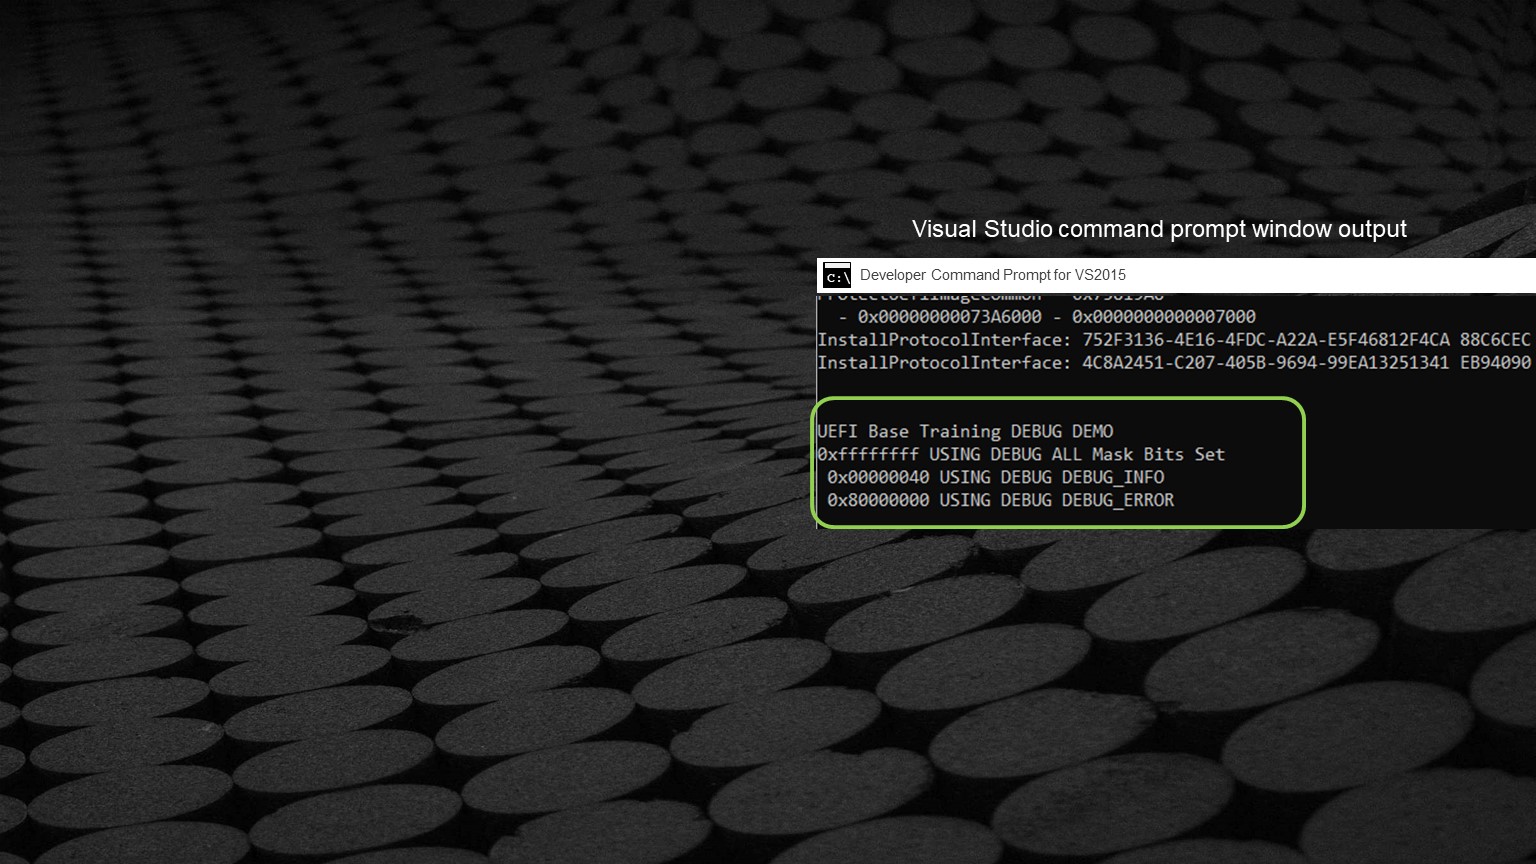 Visual Studio command prompt window output
C:\ Developer Command Prompt for VS2015
- 0x00000000073A6000 - 0x0000000000007000
InstallProtocolInterface: 752F3136-4E16-4FDC-A22A-E5F46812F4CA 88C6CEC
InstallProtocolInterface: 4C8A2451-C207-405B-9694-99EA13251341 EB94090
UEFI Base Training DEBUG DEMO
0xffffffff USING DEBUG ALL Mask Bits Set
0x00000040 USING DEBUG DEBUG_INFO
0x80000000 USING DEBUG DEBUG_ERROR